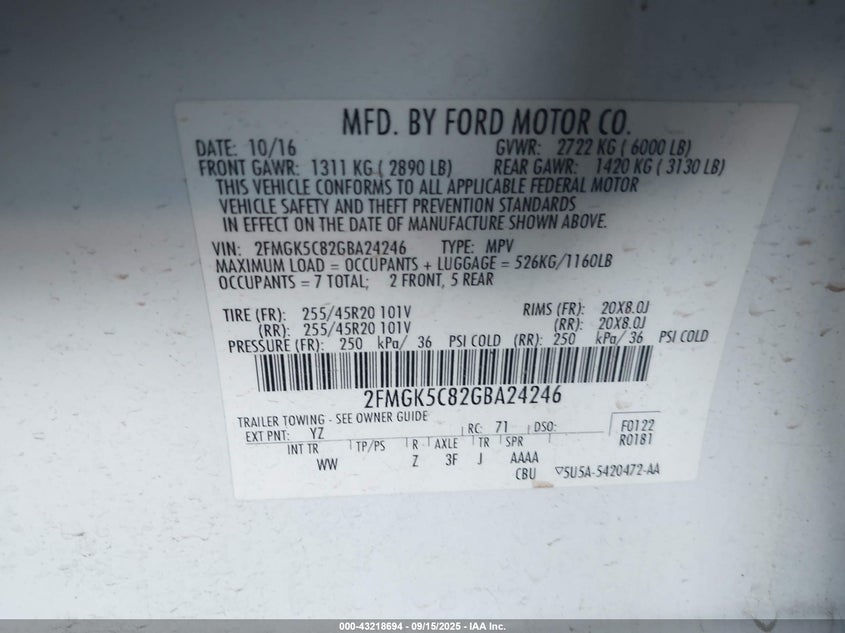 MFD. BY FORD MOTOR CO.
DATE: 10/16 GVWR: 2722 KG ( 6000 LB)
FRONT GAWR: 1311 KG ( 2890 LB) REAR GAWR: 1420 KG ( 3130 LB)
THIS VEHICLE CONFORMS TO ALL APPLICABLE FEDERAL MOTOR
VEHICLE SAFETY AND THEFT PREVENTION STANDARDS
IN EFFECT ON THE DATE OF MANUFACTURE SHOWN ABOVE.
VIN: 2FMGK5C82GBA24246 TYPE: MPV
MAXIMUM LOAD = OCCUPANTS + LUGGAGE = 526KG/1160LB
OCCUPANTS = 7 TOTAL; 2 FRONT, 5 REAR
TIRE (FR): 255/45R20 101V RIMS (FR): 20X8.0J
(RR): 255/45R20 101V (RR): 20X8.0J
PRESSURE (FR): 250 kPa/ 36 PSI COLD (RR): 250 kPa/ 36 PSI COLD
2FMGK5C82GBA24246
TRAILER TOWING - SEE OWNER GUIDE
EXT PNT: YZ RC: 71 DSO: F0122
R0181
INT TR TP/PS R AXLE TR SPR
WW Z 3F J AAAA
CBU ▽5U5A-5420472-AA
000-43218694 - 09/15/2025 - IAA Inc.